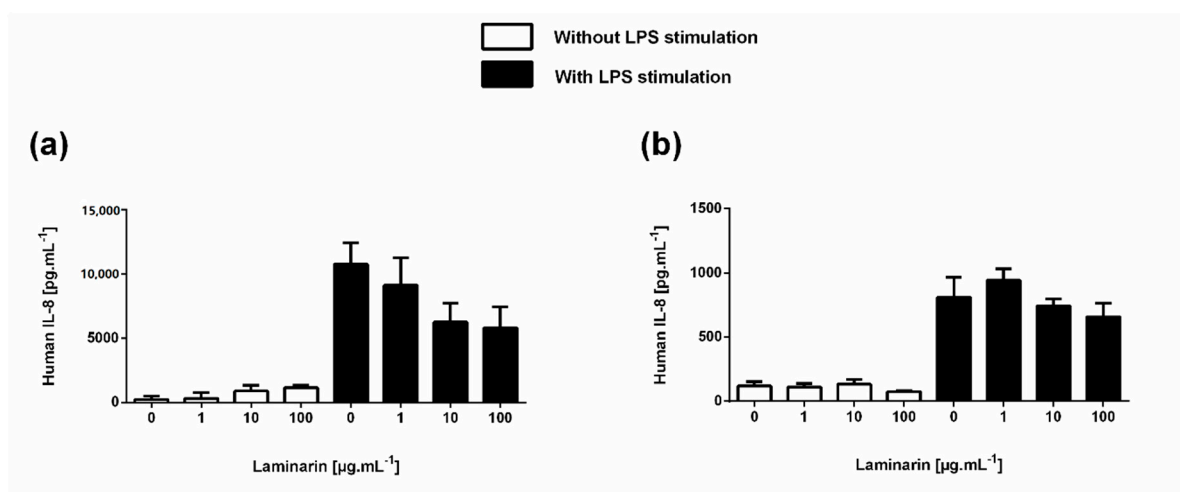 Without LPS stimulation
With LPS stimulation
(a)
Human IL-8 [pg.mL-1]
15,000
10,000
5000
0
0 1 10 100 0 1 10 100
Laminarin [µg.mL-1]
(b)
Human IL-8 [pg.mL-1]
1500
1000
500
0
0 1 10 100 0 1 10 100
Laminarin [µg.mL-1]